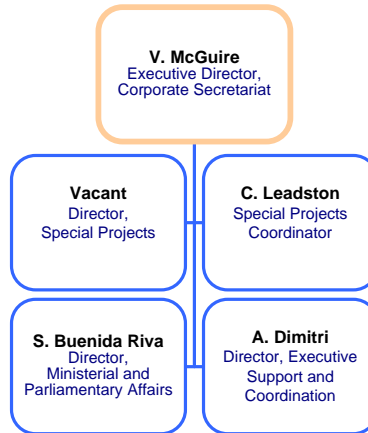 V. McGuire
Executive Director,
Corporate Secretariat
Vacant
Director,
Special Projects
C. Leadston
Special Projects
Coordinator
S. Buenida Riva
Director,
Ministerial and
Parliamentary Affairs
A. Dimitri
Director, Executive
Support and
Coordination